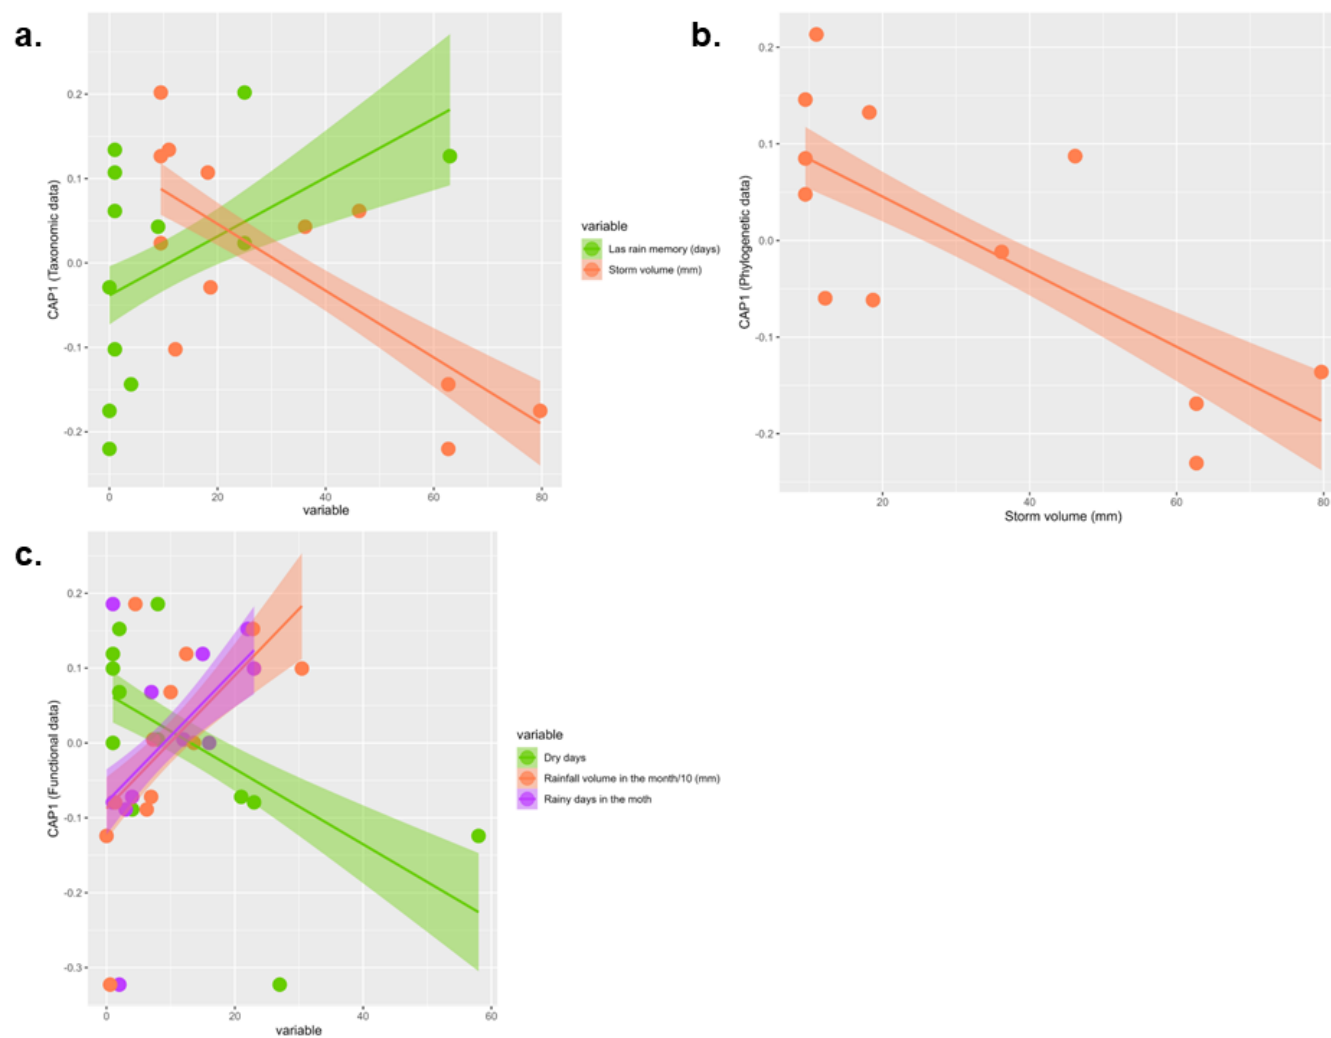 a.
0.2
0.1
0.0
-0.1
-0.2
CAP1 (Taxonomic data)
0 20 40 60 80
variable
variable
Las rain memory (days)
Storm volume (mm)
b.
0.2
0.1
0.0
-0.1
-0.2
CAP1 (Phylogenetic data)
20 40 60 80
Storm volume (mm)
c.
0.2
0.1
0.0
-0.1
-0.2
-0.3
CAP1 (Functional data)
0 20 40 60
variable
variable
Dry days
Rainfall volume in the month/10 (mm)
Rainy days in the moth